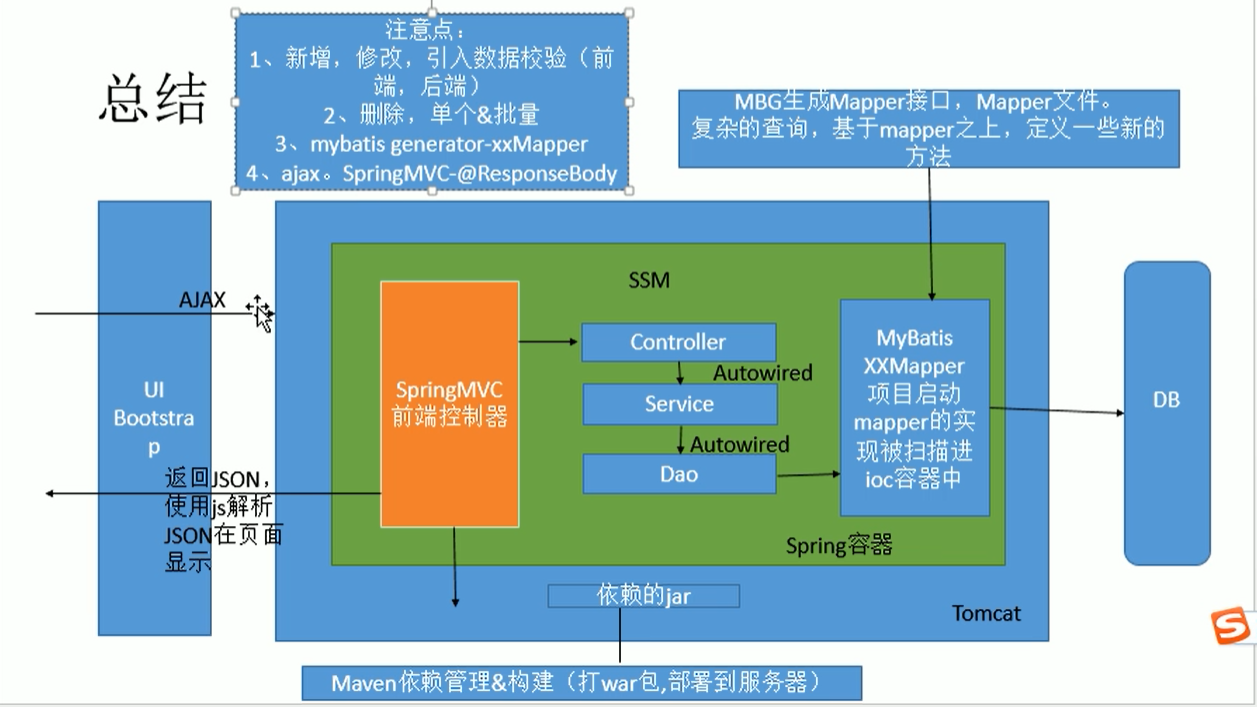 总结
注意点：
1、新增，修改，引入数据校验（前
端，后端）
2、删除，单个&批量
3、mybatis generator-xxMapper
4、ajax。SpringMVC-@ResponseBody
MBG生成Mapper接口，Mapper文件。
复杂的查询，基于mapper之上，定义一些新的
方法
AJAX
UI
Bootstra
p
返回JSON，
使用js解析
JSON在页面
显示
SSM
SpringMVC
前端控制器
Controller
Autowired
Service
Autowired
Dao
MyBatis
XXMapper
项目启动
mapper的实
现被扫描进
ioc容器中
Spring容器
DB
依赖的jar
Tomcat
Maven依赖管理&构建（打war包,部署到服务器）
S